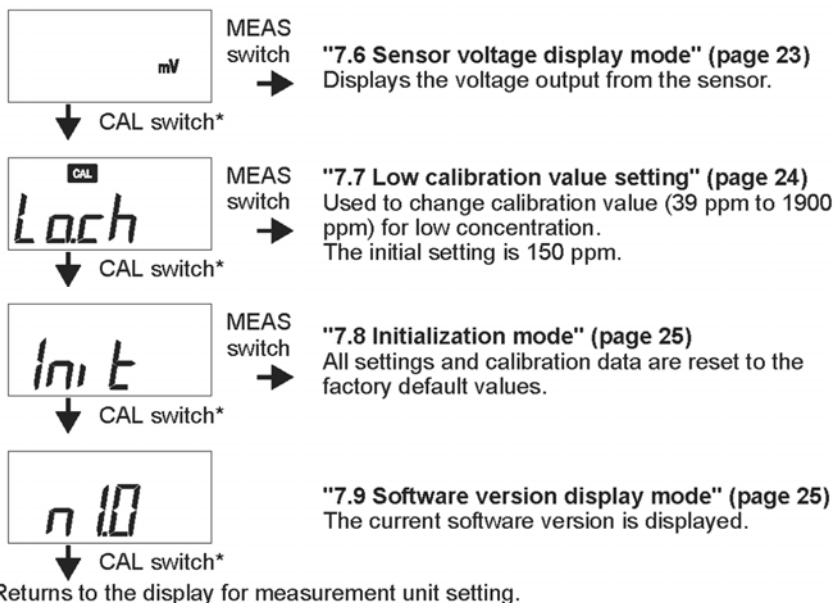 MEAS
switch
"7.6 Sensor voltage display mode" (page 23)
Displays the voltage output from the sensor.
mV
CAL switch*
CAL
Lo.ch
MEAS
switch
"7.7 Low calibration value setting" (page 24)
Used to change calibration value (39 ppm to 1900
ppm) for low concentration.
The initial setting is 150 ppm.
CAL switch*
Init
MEAS
switch
"7.8 Initialization mode" (page 25)
All settings and calibration data are reset to the
factory default values.
CAL switch*
n 1.0
"7.9 Software version display mode" (page 25)
The current software version is displayed.
CAL switch*
Returns to the display for measurement unit setting.